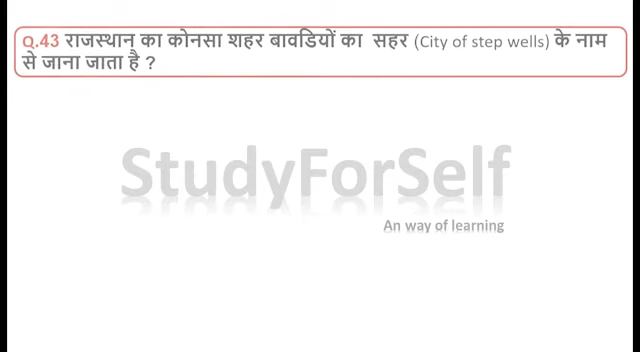 Q.43 राजस्थान का कोनसा शहर बावडियों का सहर (City of step wells) के नाम
से जाना जाता है ?
StudyForSelf
An way of learning